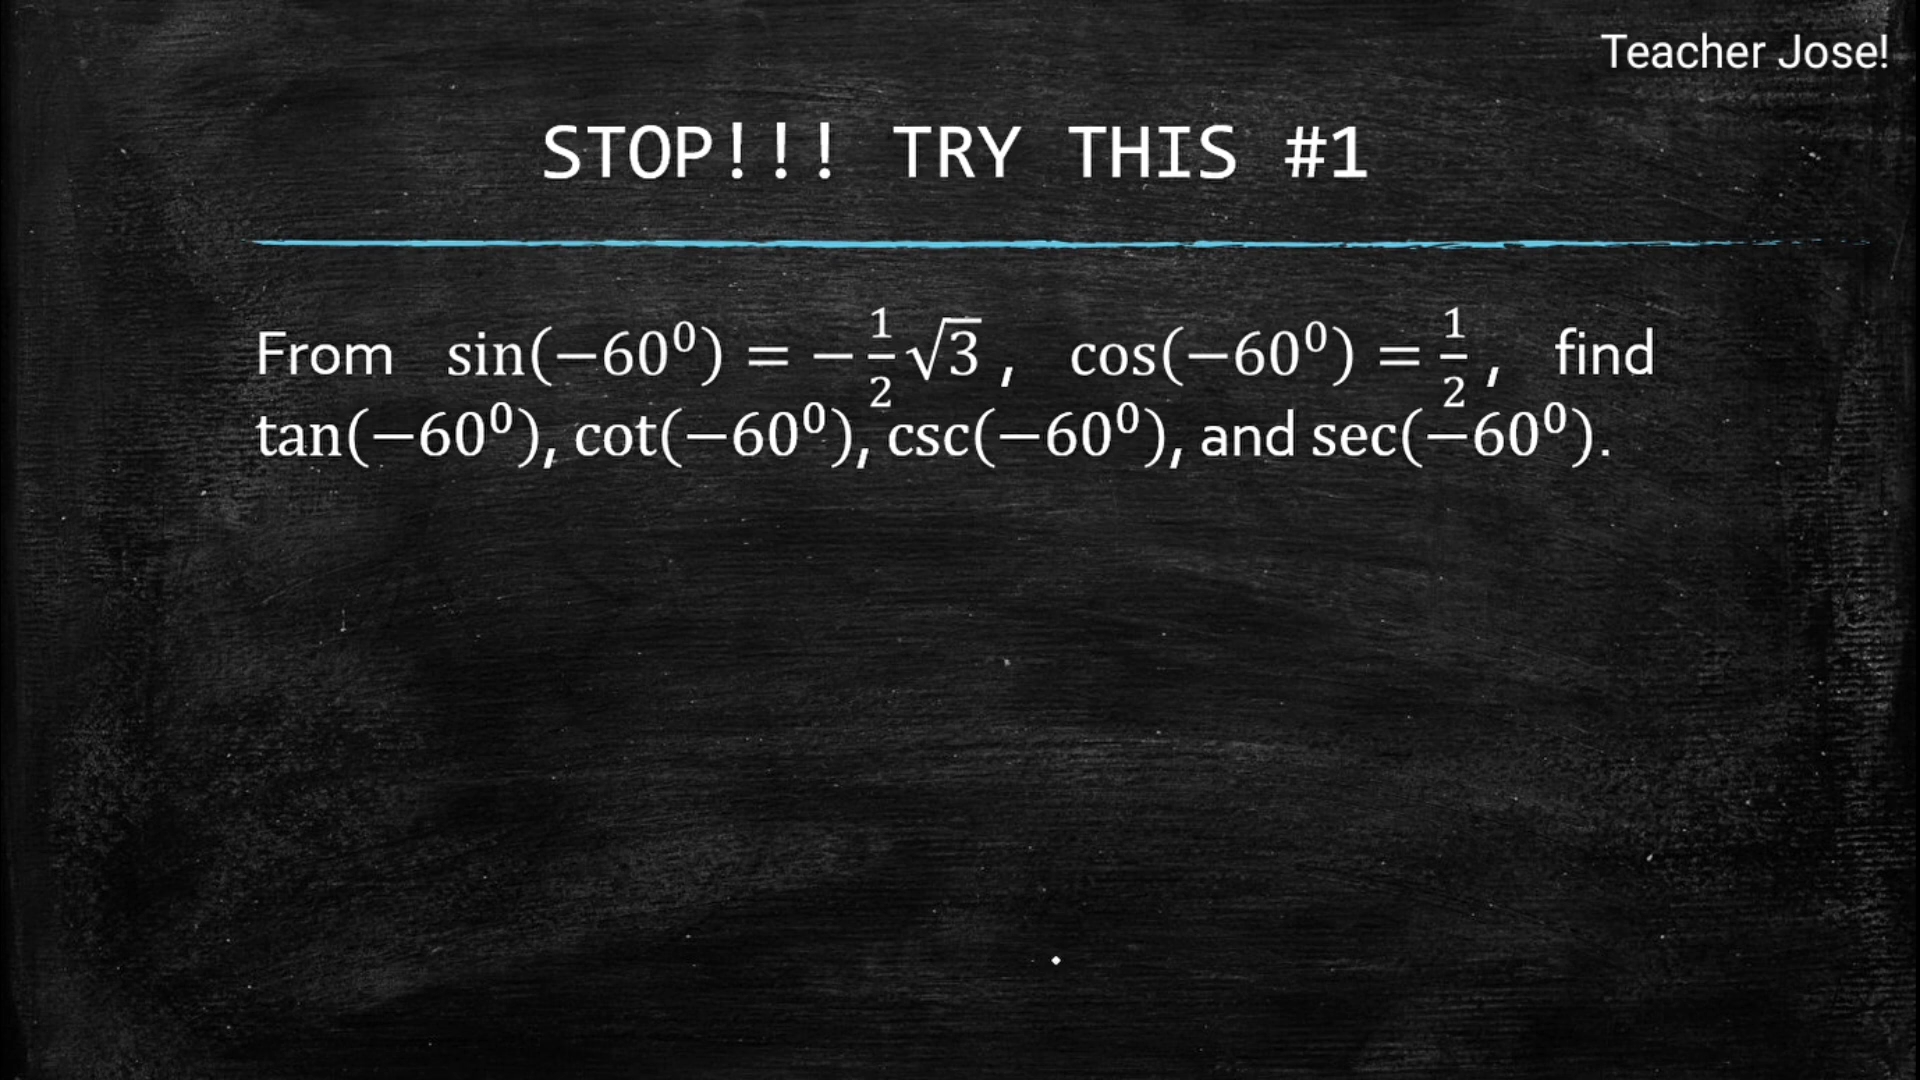 Teacher Jose!
STOP!!! TRY THIS #1
From sin(−60⁰) = −½√3 , cos(−60⁰) = ½ , find
tan(−60⁰), cot(−60⁰), csc(−60⁰), and sec(−60⁰).